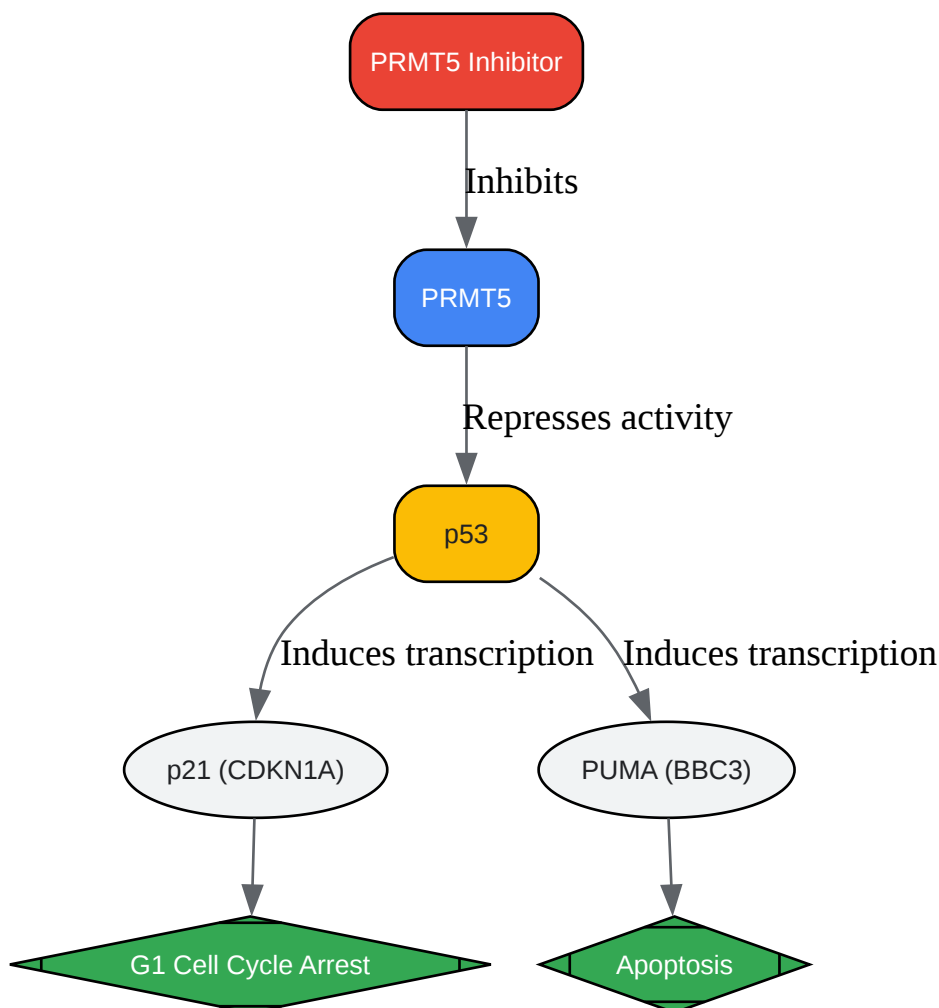 PRMT5 Inhibitor
Inhibits
PRMT5
Represses activity
p53
Induces transcription
Induces transcription
p21 (CDKN1A)
PUMA (BBC3)
G1 Cell Cycle Arrest
Apoptosis